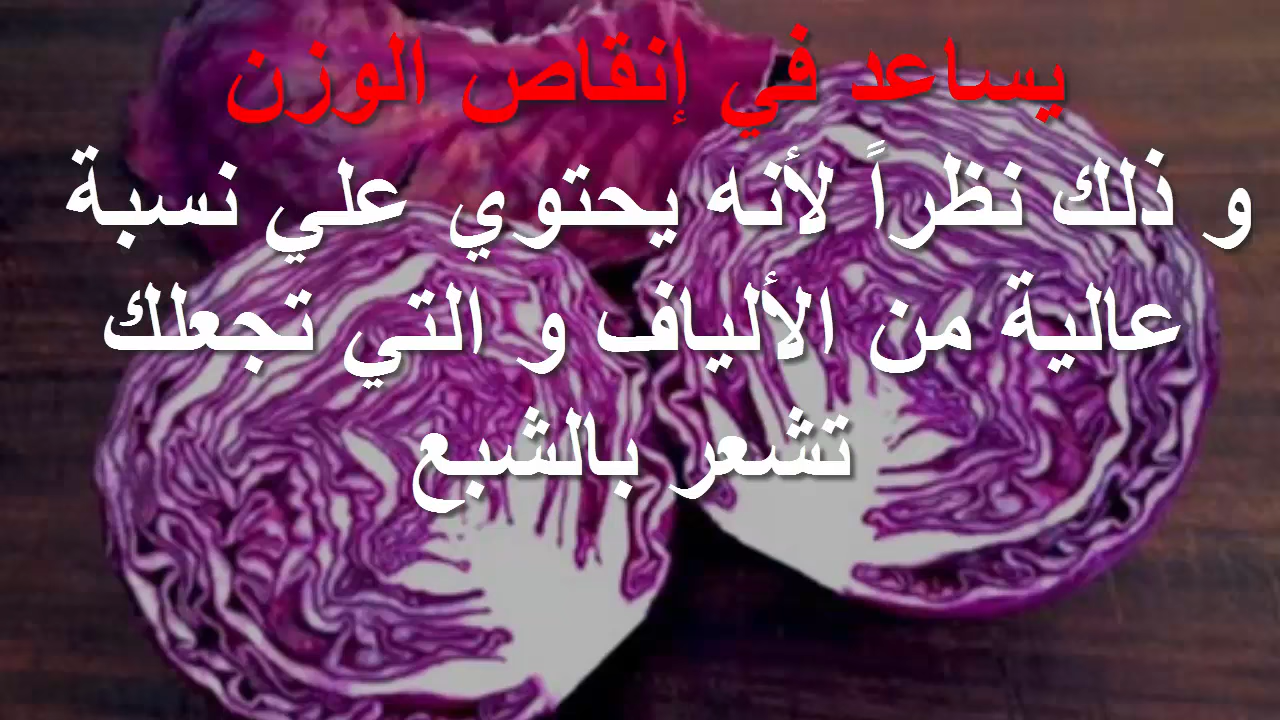 يساعد في إنقاص الوزن
و ذلك نظراً لأنه يحتوي علي نسبة
عالية من الألياف و التي تجعلك
تشعر بالشبع